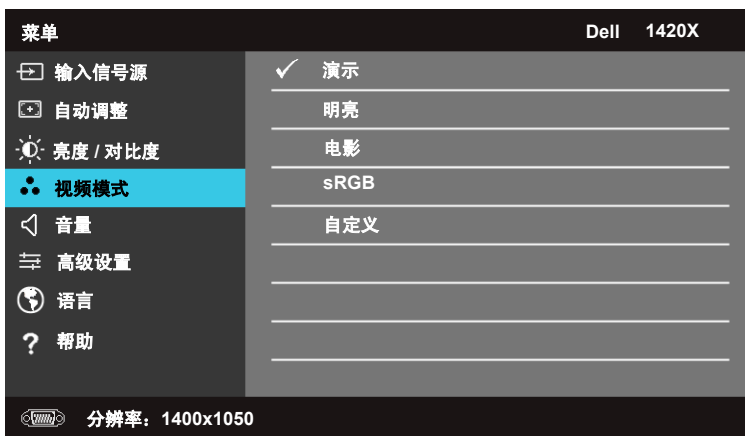 菜单 Dell 1420X
输入信号源
自动调整
亮度 / 对比度
视频模式
音量
高级设置
语言
? 帮助
演示
明亮
电影
sRGB
自定义
分辨率：1400x1050